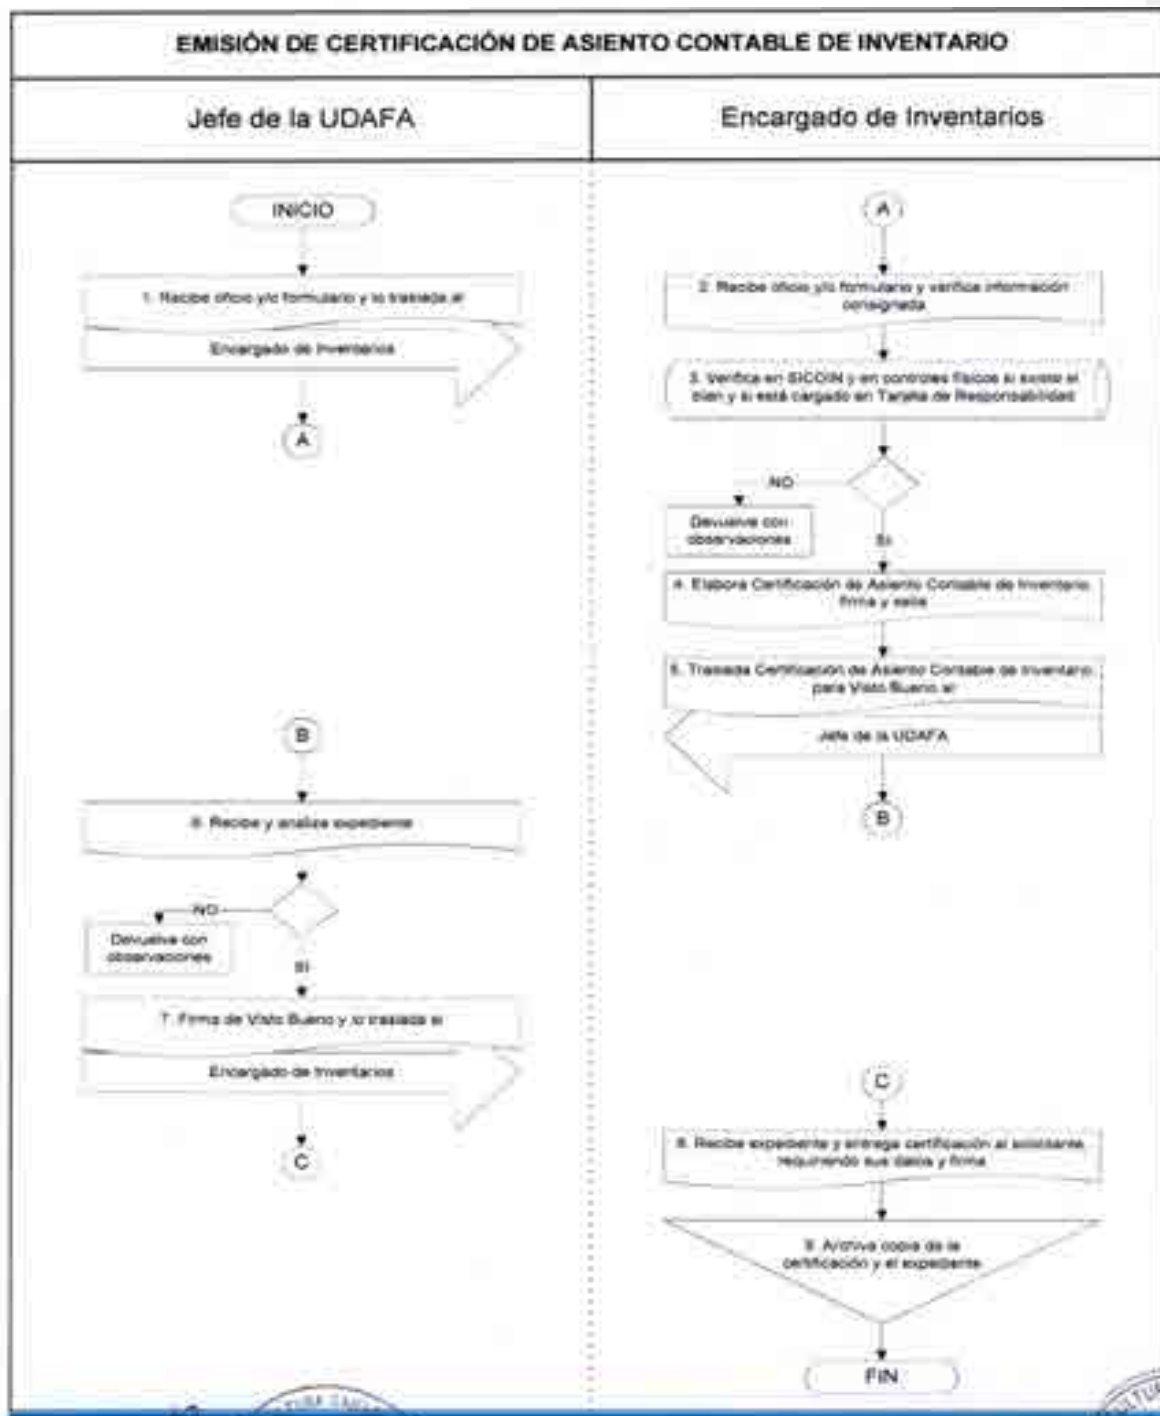 EMISIÓN DE CERTIFICACIÓN DE ASIENTO CONTABLE DE INVENTARIO
Jefe de la UDAFA
Encargado de Inventarios
INICIO
1. Recibe oficio y/o formulario y lo traslada al
Encargado de Inventarios
A
A
2. Recibe oficio y/o formulario y verifica información
consignada
3. Verifica en SICOIN y en controles físicos si existe el
bien y si está cargado en Tarjeta de Responsabilidad
NO
Devuelve con
observaciones
SI
4. Elabora Certificación de Asiento Contable de Inventario,
firma y sella
5. Traslada Certificación de Asiento Contable de Inventario,
para Visto Bueno al
Jefe de la UDAFA
B
B
6. Recibe y analiza expediente
NO
Devuelve con
observaciones
SI
7. Firma de Visto Bueno y lo traslada al
Encargado de Inventarios
C
C
8. Recibe expediente y entrega certificación al solicitante,
requiriendo sus datos y firma
9. Archiva copia de la
certificación y el expediente
FIN